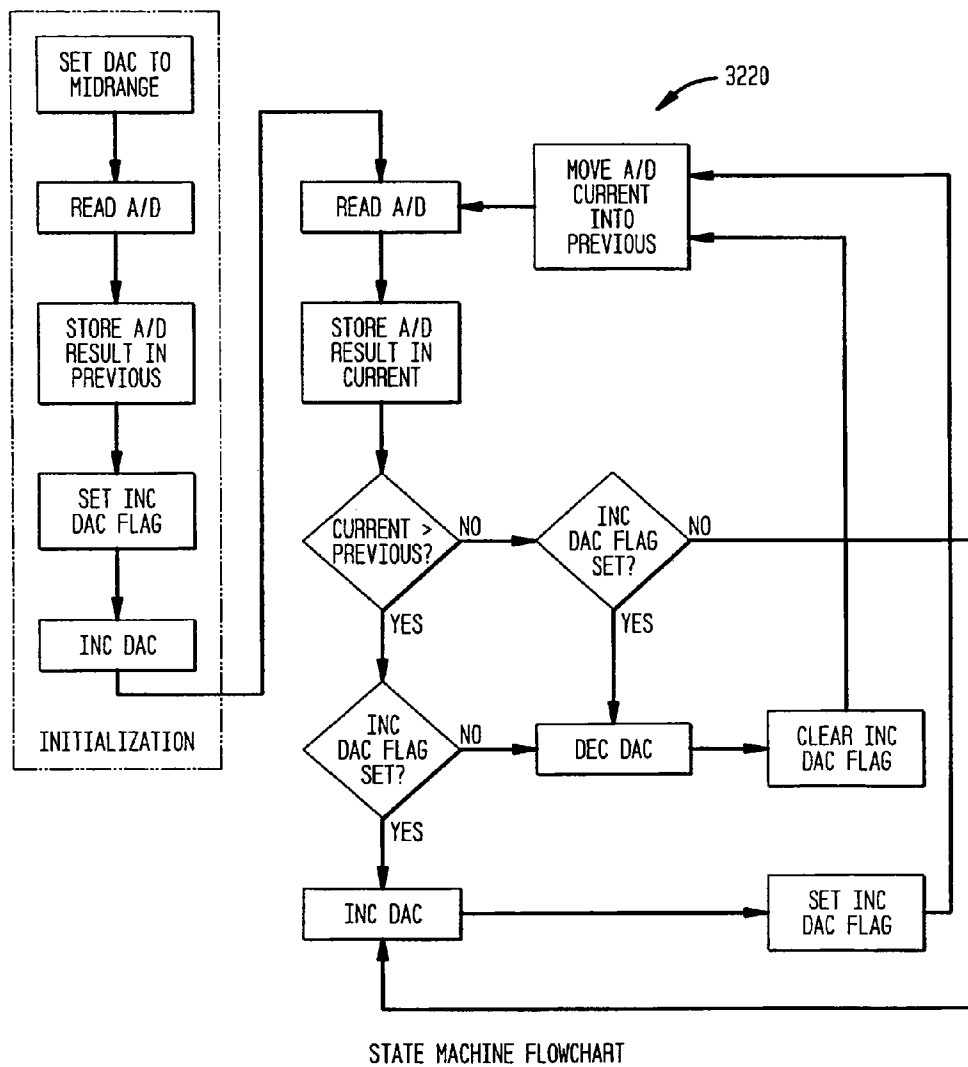 SET DAC TO
MIDRANGE
READ A/D
STORE A/D
RESULT IN
PREVIOUS
SET INC
DAC FLAG
INC DAC
INITIALIZATION
3220
READ A/D
MOVE A/D
CURRENT
INTO
PREVIOUS
STORE A/D
RESULT IN
CURRENT
CURRENT >
PREVIOUS?
NO
YES
INC
DAC FLAG
SET?
NO
YES
INC
DAC FLAG
SET?
NO
YES
DEC DAC
CLEAR INC
DAC FLAG
INC DAC
SET INC
DAC FLAG
STATE MACHINE FLOWCHART